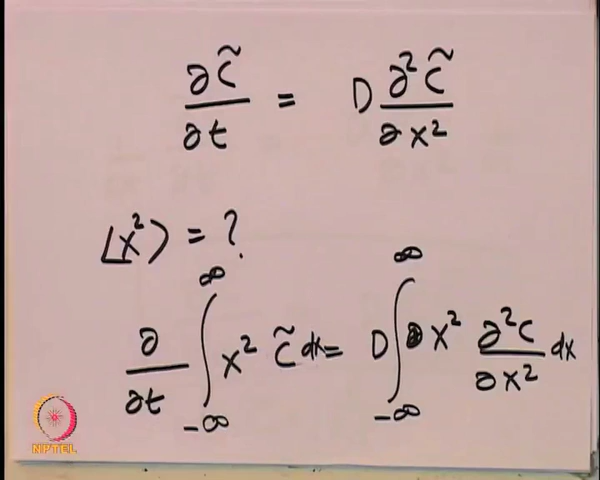 ∂C̃/∂t = D ∂²C̃/∂x²
⟨x²⟩ = ?
∂/∂t ∫_{-∞}^{∞} x² C̃ dx = D ∫_{-∞}^{∞} x² ∂²C/∂x² dx
NPTEL